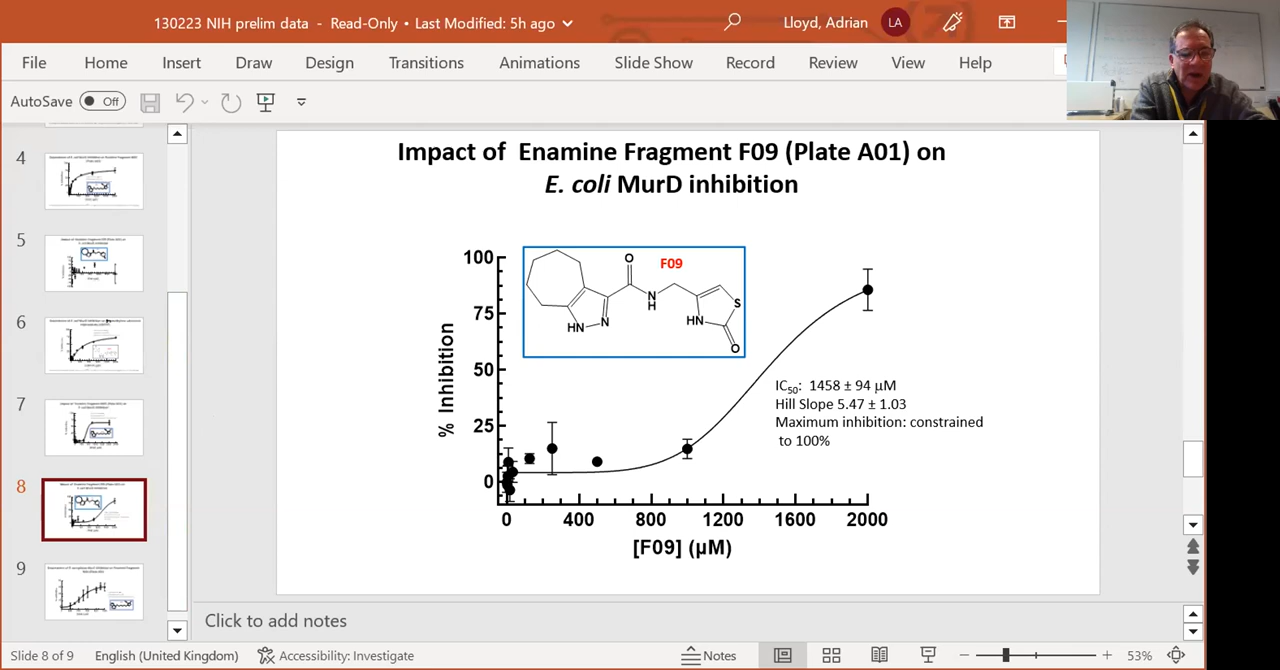 130223 NIH prelim data - Read-Only • Last Modified: 5h ago
Lloyd, Adrian LA
File Home Insert Draw Design Transitions Animations Slide Show Record Review View Help
AutoSave Off
4
5
6
7
8
9
Impact of Enamine Fragment F09 (Plate A01) on
E. coli MurD inhibition
% Inhibition
100
75
50
25
0
F09
O
N
H
HN
N
S
HN
O
IC50: 1458 ± 94 µM
Hill Slope 5.47 ± 1.03
Maximum inhibition: constrained
to 100%
0 400 800 1200 1600 2000
[F09] (µM)
Click to add notes
Slide 8 of 9 English (United Kingdom) Accessibility: Investigate Notes 53%